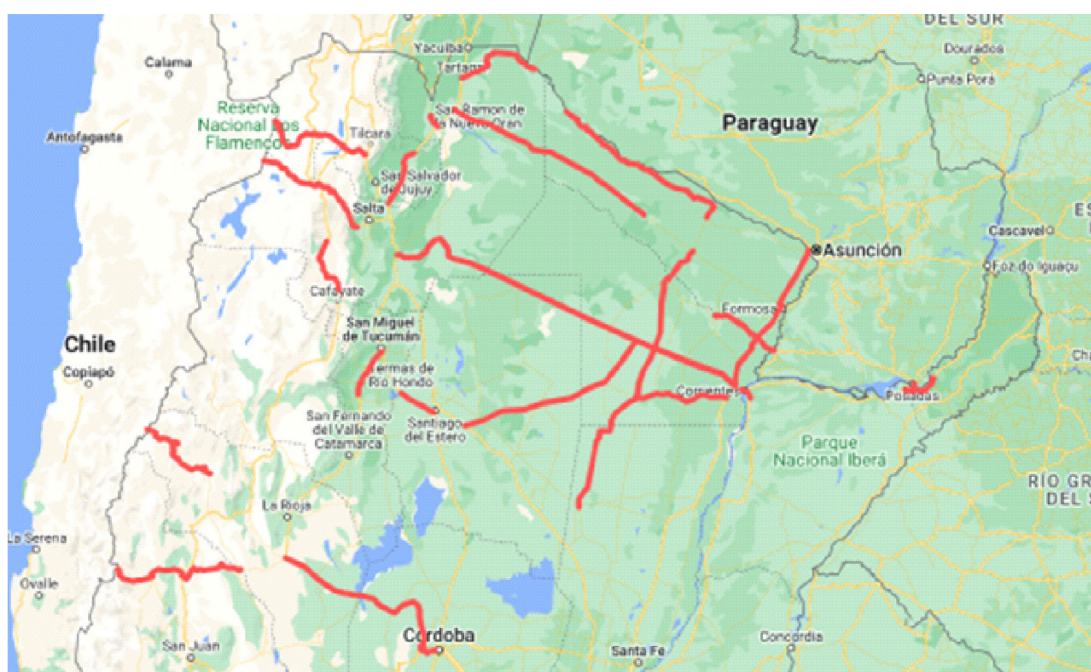 DEL SUR
Dourados
Yacuiba
Calama
Tartag
Punta Porá
Reserva
Nacional Los
Flamencos
San Ramon de
la Nueva Oran
Paraguay
Antofagasta
Tilcara
San Salvador
de Jujuy
Salta
Cascavel
Asunción
Foz do Iguaçu
Cafayate
Formosa
San Miguel
de Tucumán
Chile
Copiapó
Termas de
Río Hondo
Corrientes
Posadas
San Fernando
del Valle de
Catamarca
Santiago
del Estero
Parque
Nacional Iberá
RÍO GR
DEL S
La Rioja
La Serena
Ovalle
Córdoba
San Juan
Santa Fe
Concordia